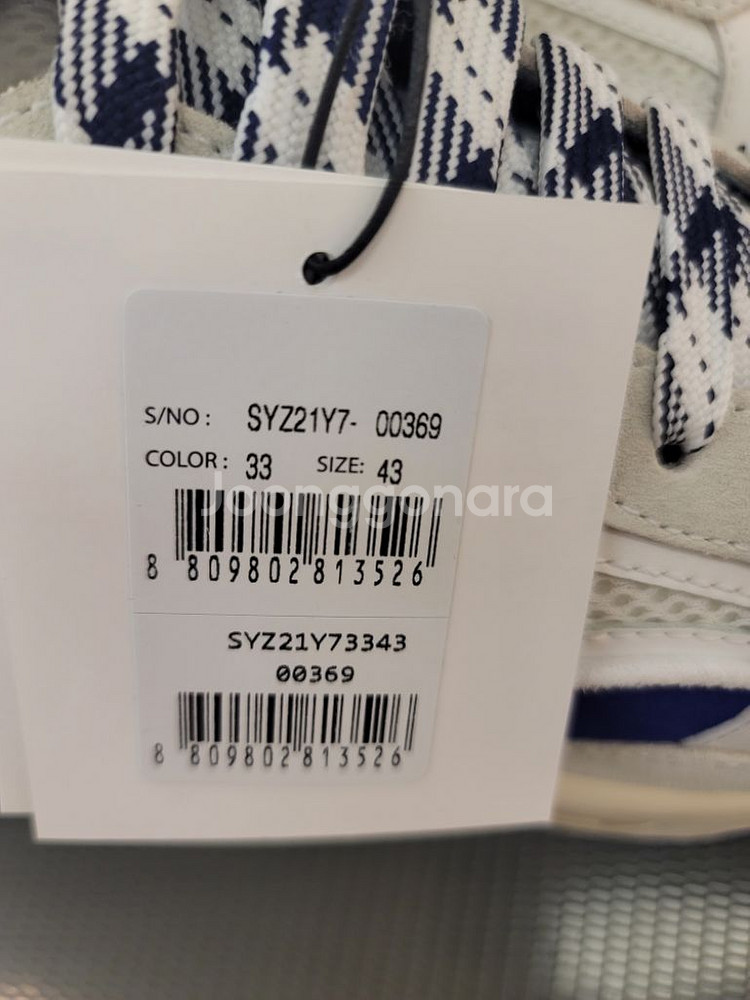 S/NO : SYZ21Y7- 00369
COLOR : 33 SIZE: 43
Joonggonara
8 809802 813526
SYZ21Y73343
00369
8 809802 813526